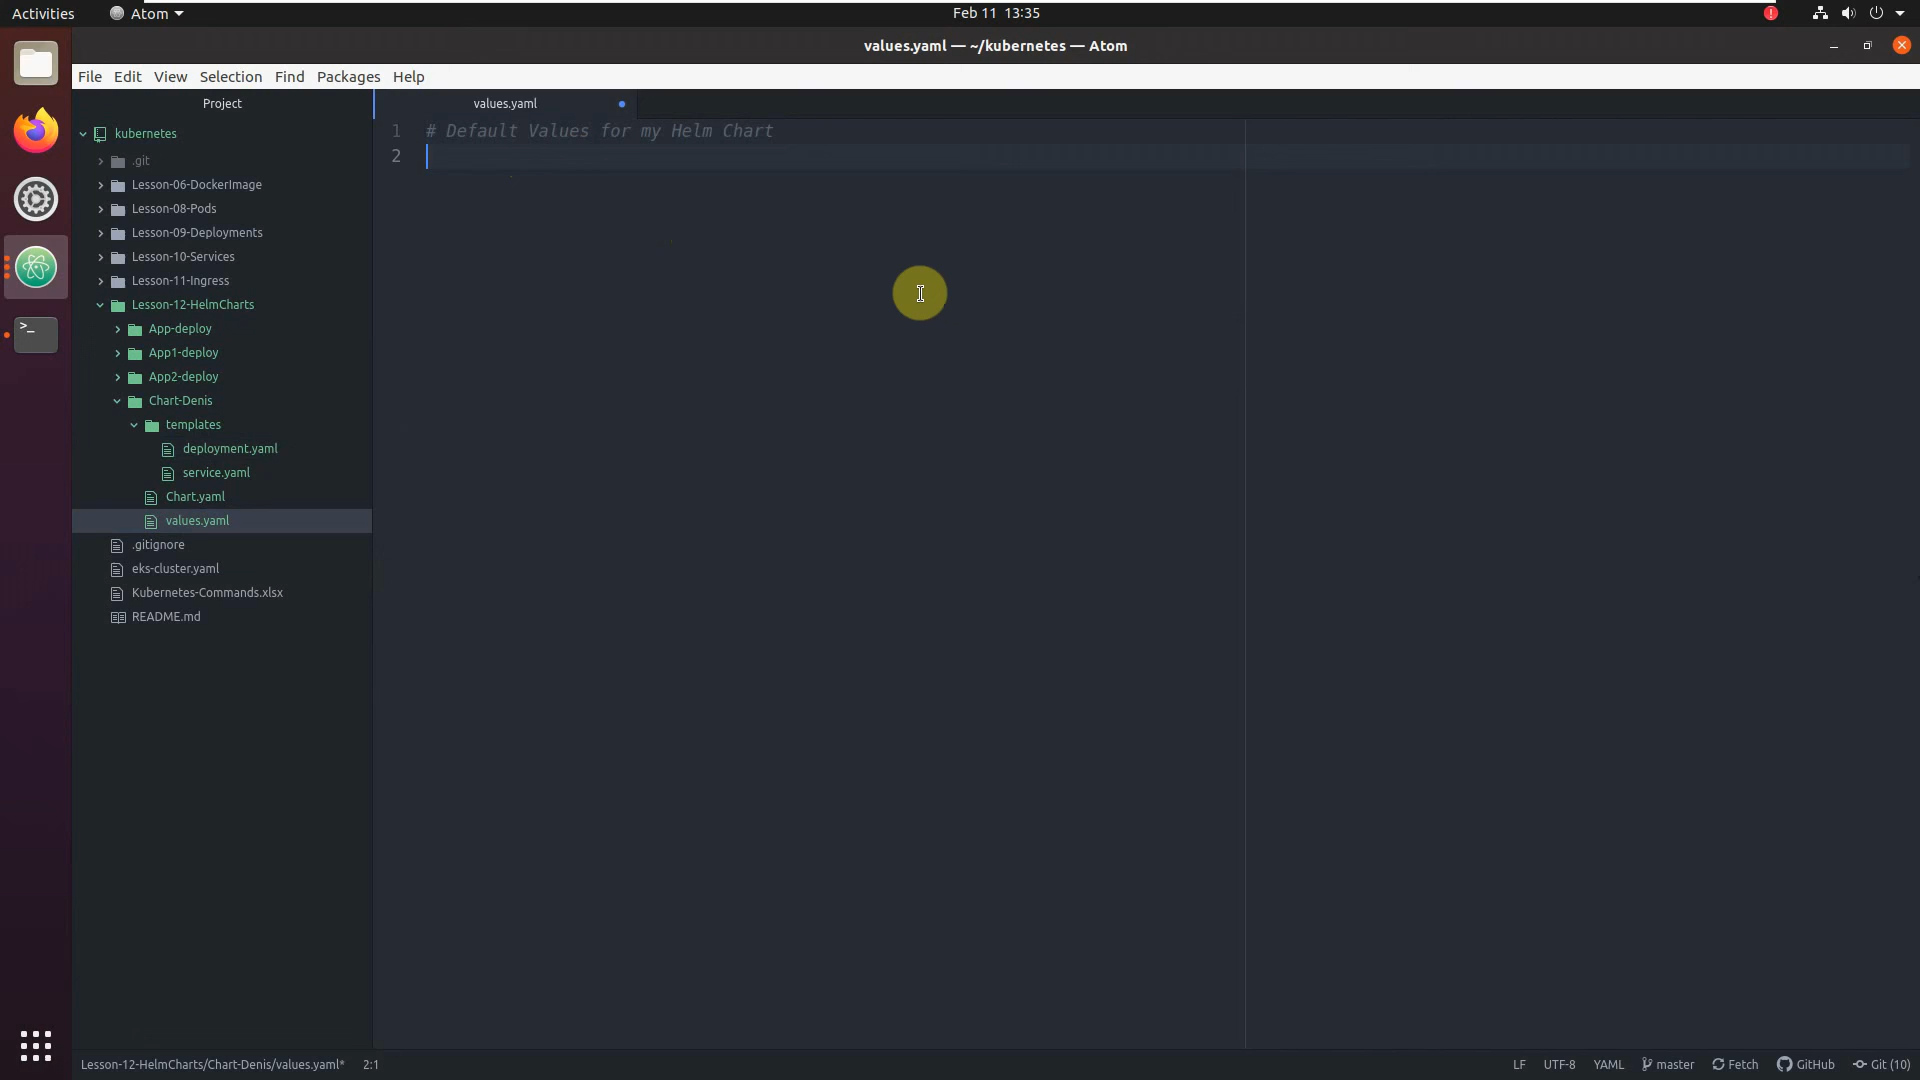 Activities
Atom
Feb 11 13:35
values.yaml — ~/kubernetes — Atom
File Edit View Selection Find Packages Help
Project
values.yaml
kubernetes
.git
Lesson-06-DockerImage
Lesson-08-Pods
Lesson-09-Deployments
Lesson-10-Services
Lesson-11-Ingress
Lesson-12-HelmCharts
App-deploy
App1-deploy
App2-deploy
Chart-Denis
templates
deployment.yaml
service.yaml
Chart.yaml
values.yaml
.gitignore
eks-cluster.yaml
Kubernetes-Commands.xlsx
README.md
1 # Default Values for my Helm Chart
2
Lesson-12-HelmCharts/Chart-Denis/values.yaml* 2:1
LF UTF-8 YAML master Fetch GitHub Git (10)